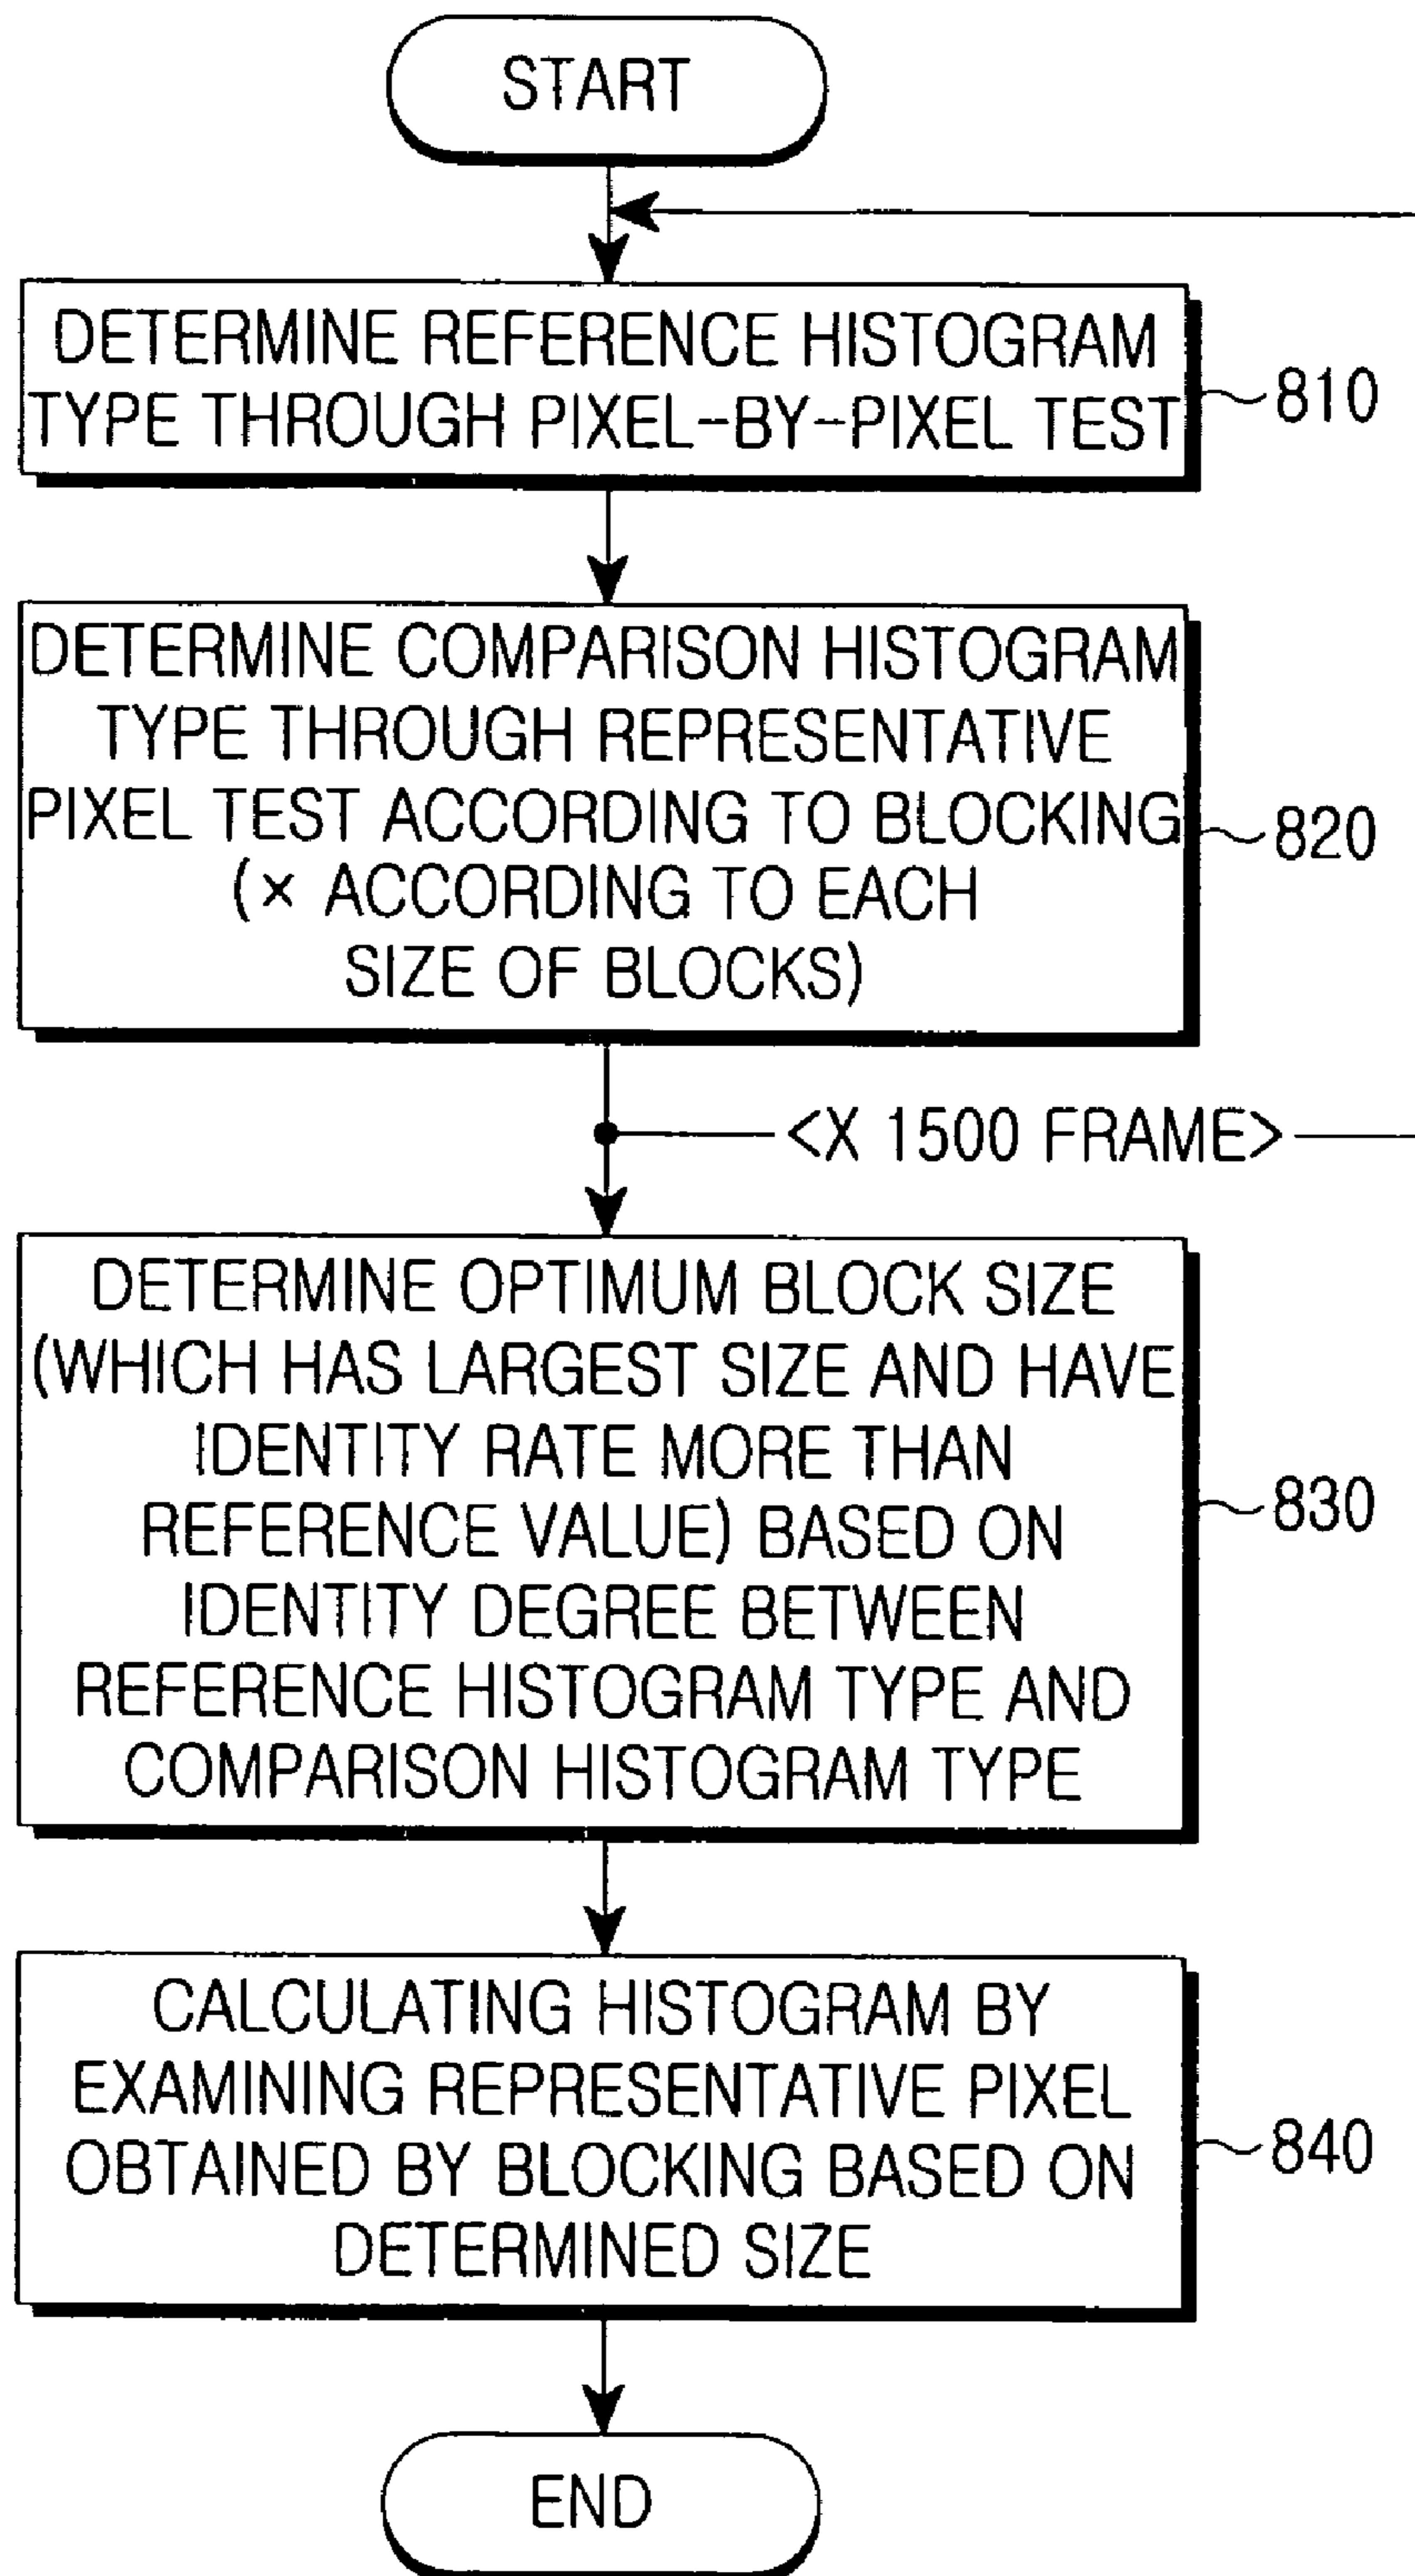 START
DETERMINE REFERENCE HISTOGRAM
TYPE THROUGH PIXEL-BY-PIXEL TEST
810
DETERMINE COMPARISON HISTOGRAM
TYPE THROUGH REPRESENTATIVE
PIXEL TEST ACCORDING TO BLOCKING
(× ACCORDING TO EACH
SIZE OF BLOCKS)
820
<X 1500 FRAME>
DETERMINE OPTIMUM BLOCK SIZE
(WHICH HAS LARGEST SIZE AND HAVE
IDENTITY RATE MORE THAN
REFERENCE VALUE) BASED ON
IDENTITY DEGREE BETWEEN
REFERENCE HISTOGRAM TYPE AND
COMPARISON HISTOGRAM TYPE
830
CALCULATING HISTOGRAM BY
EXAMINING REPRESENTATIVE PIXEL
OBTAINED BY BLOCKING BASED ON
DETERMINED SIZE
840
END